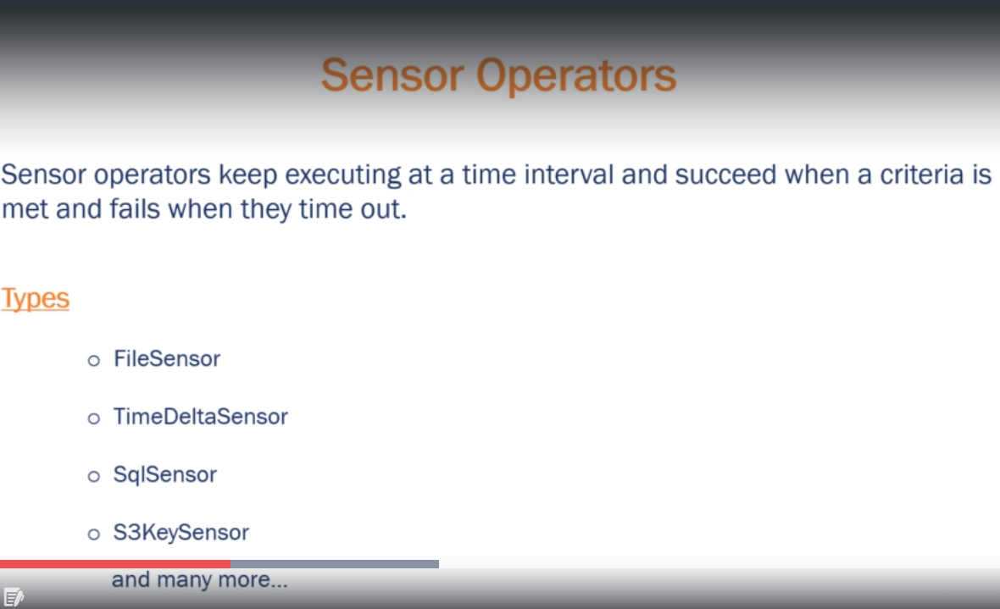 Sensor Operators
Sensor operators keep executing at a time interval and succeed when a criteria is
met and fails when they time out.
Types
○ FileSensor
○ TimeDeltaSensor
○ SqlSensor
○ S3KeySensor
and many more...